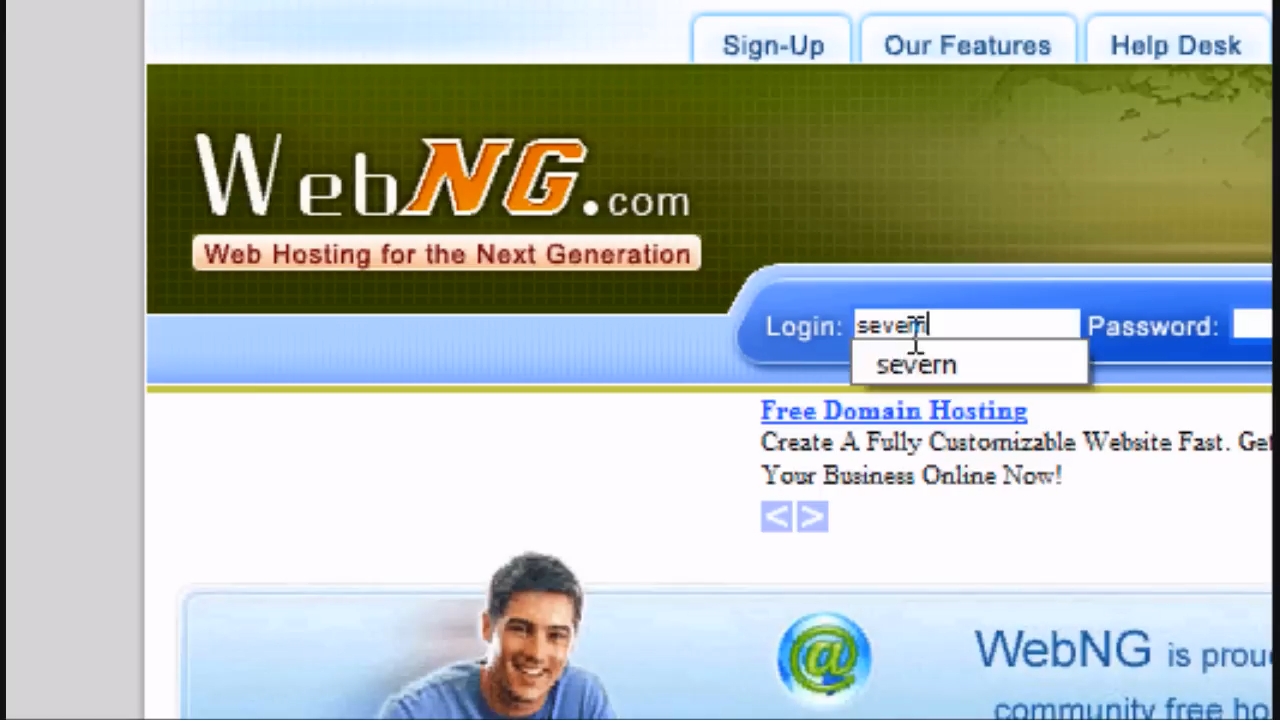 Sign-Up
Our Features
Help Desk
WebNG.com
Web Hosting for the Next Generation
Login: severn
Password:
severn
Free Domain Hosting
Create A Fully Customizable Website Fast. Get
Your Business Online Now!
< >
@
WebNG is prou
community free ho